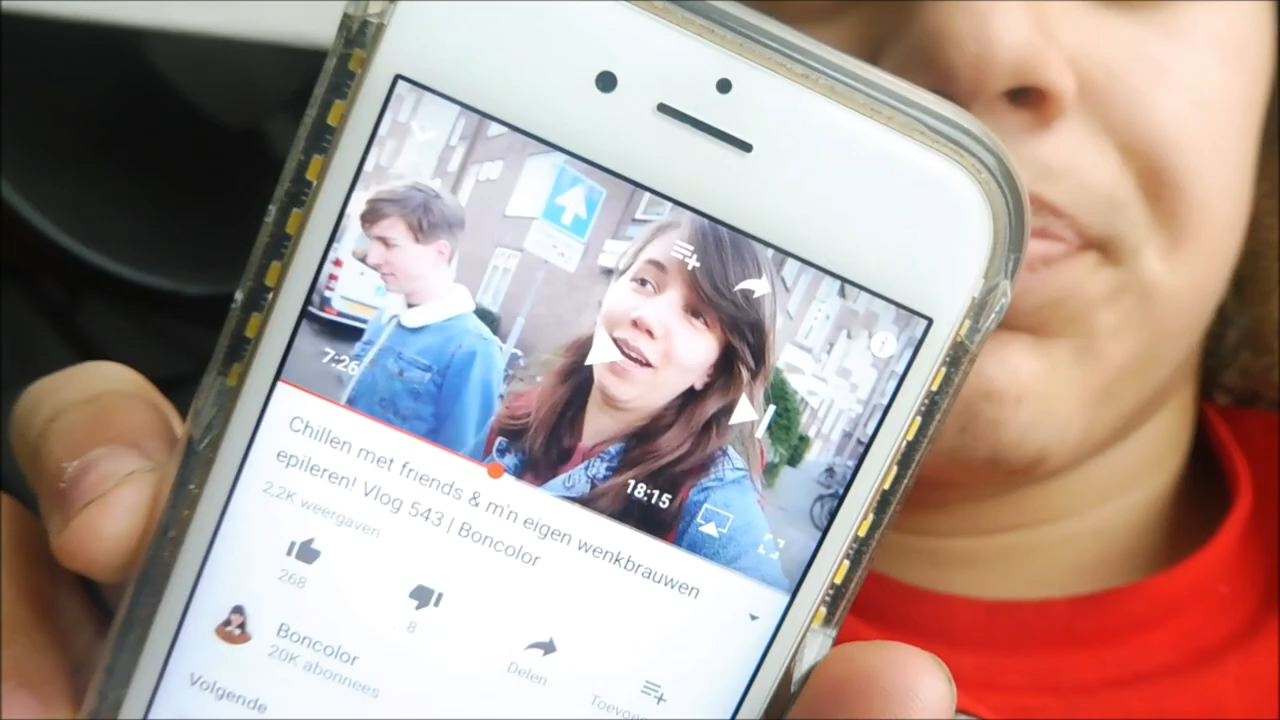 7:26
18:15
Chillen met friends & m'n eigen wenkbrauwen
epileren! Vlog 543 | Boncolor
2,2K weergaven
268
8
Delen
Boncolor
20K abonnees
Volgende